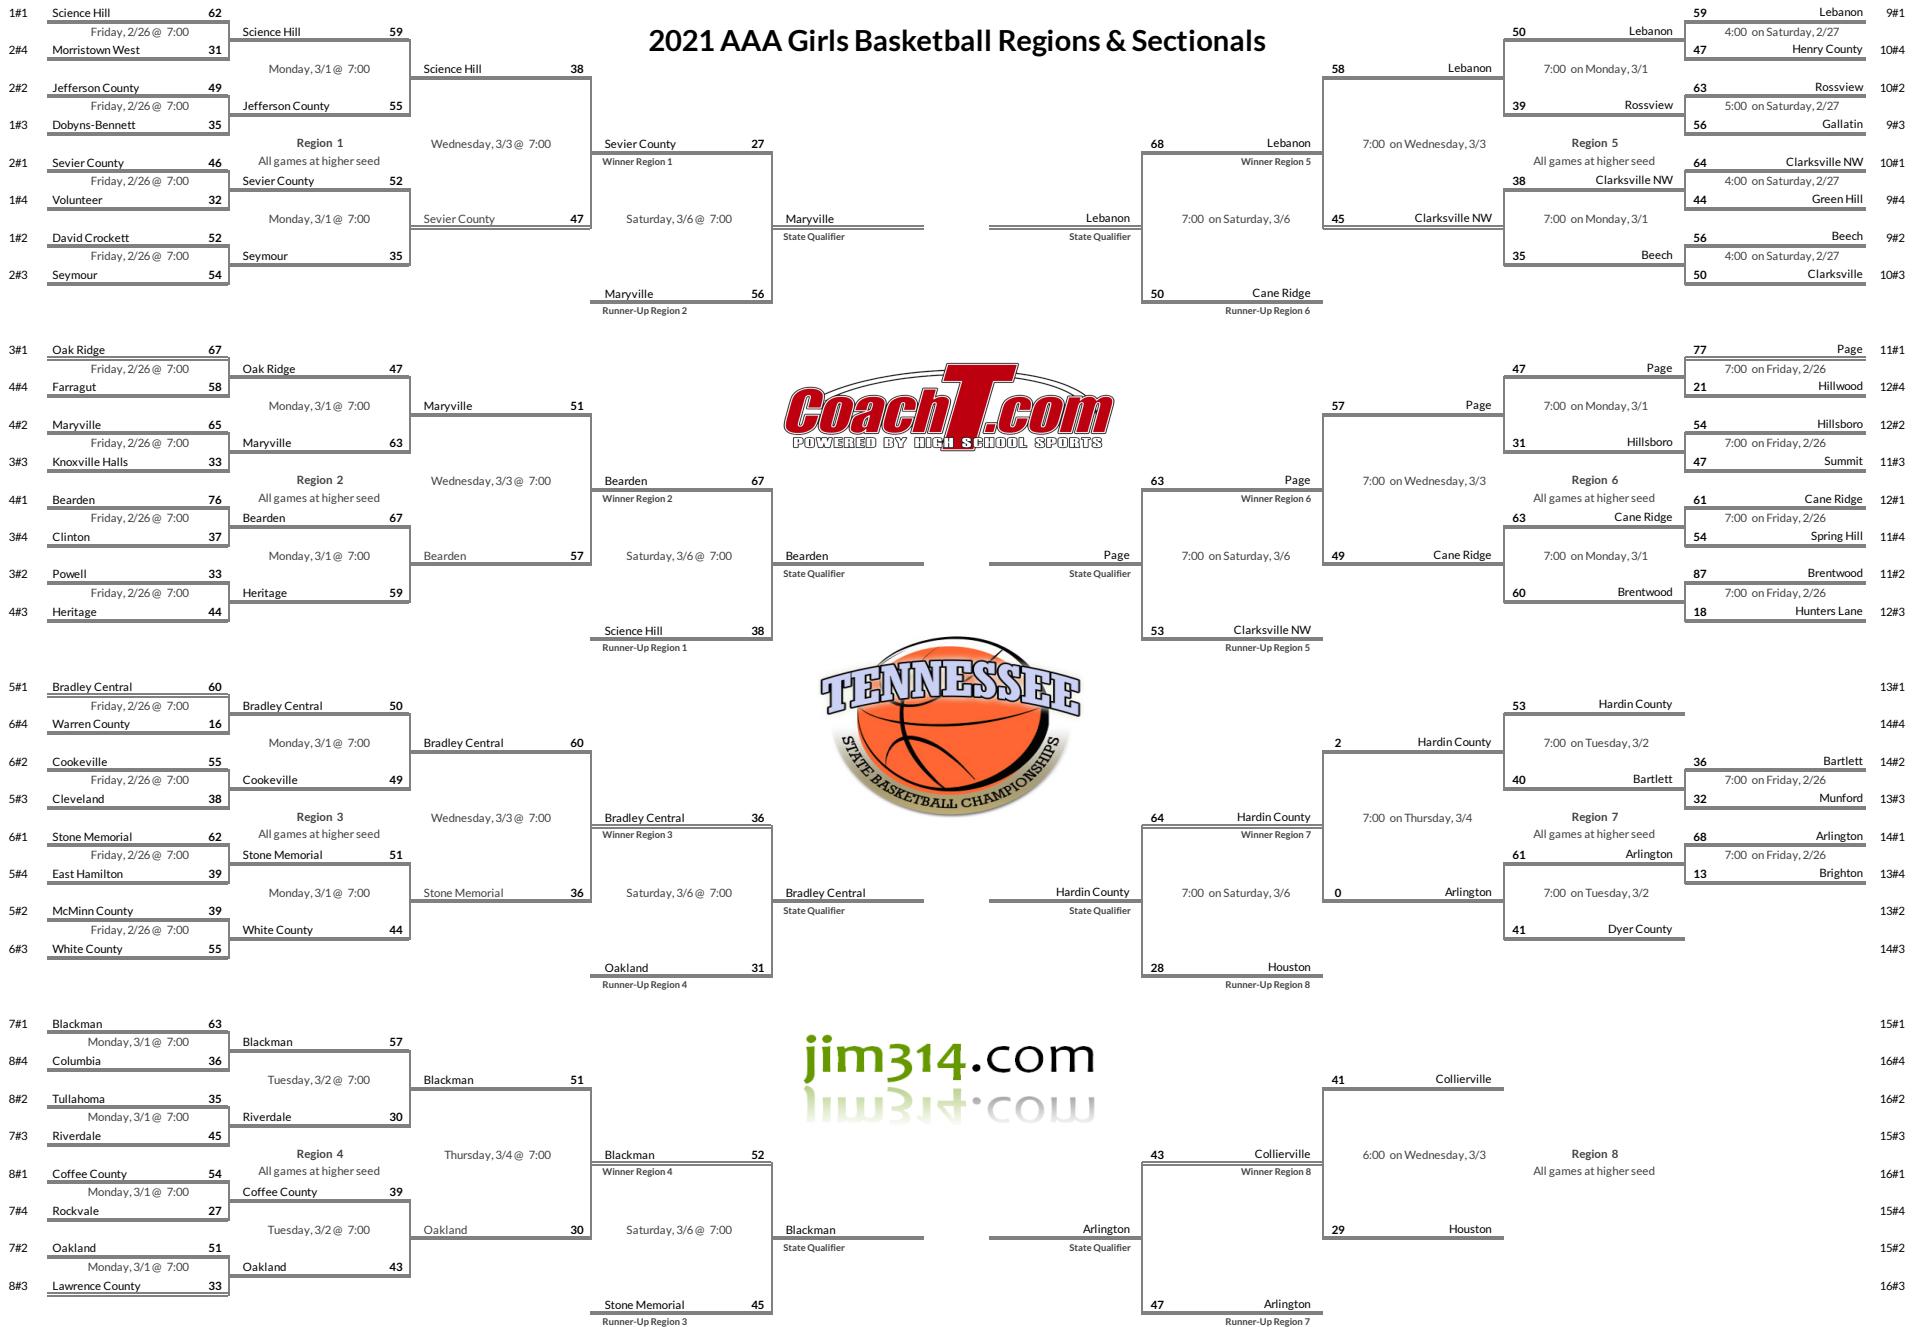 2021 AAA Girls Basketball Regions & Sectionals
1#1 Science Hill 62
Friday, 2/26 @ 7:00
Science Hill 59
2#4 Morristown West 31
Monday, 3/1 @ 7:00
Science Hill 38
2#2 Jefferson County 49
Friday, 2/26 @ 7:00
Jefferson County 55
1#3 Dobyns-Bennett 35
Region 1
All games at higher seed
Wednesday, 3/3 @ 7:00
Sevier County 27
Winner Region 1
2#1 Sevier County 46
Friday, 2/26 @ 7:00
Sevier County 52
1#4 Volunteer 32
Monday, 3/1 @ 7:00
Sevier County 47
Saturday, 3/6 @ 7:00
Maryville
State Qualifier
1#2 David Crockett 52
Friday, 2/26 @ 7:00
Seymour 35
2#3 Seymour 54
Maryville 56
Runner-Up Region 2
3#1 Oak Ridge 67
Friday, 2/26 @ 7:00
Oak Ridge 47
4#4 Farragut 58
Monday, 3/1 @ 7:00
Maryville 51
4#2 Maryville 65
Friday, 2/26 @ 7:00
Maryville 63
3#3 Knoxville Halls 33
Region 2
All games at higher seed
Wednesday, 3/3 @ 7:00
Bearden 67
Winner Region 2
4#1 Bearden 76
Friday, 2/26 @ 7:00
Bearden 67
3#4 Clinton 37
Monday, 3/1 @ 7:00
Bearden 57
Saturday, 3/6 @ 7:00
Bearden
State Qualifier
3#2 Powell 33
Friday, 2/26 @ 7:00
Heritage 59
4#3 Heritage 44
Science Hill 38
Runner-Up Region 1
5#1 Bradley Central 60
Friday, 2/26 @ 7:00
Bradley Central 50
6#4 Warren County 16
Monday, 3/1 @ 7:00
Bradley Central 60
6#2 Cookeville 55
Friday, 2/26 @ 7:00
Cookeville 49
5#3 Cleveland 38
Region 3
All games at higher seed
Wednesday, 3/3 @ 7:00
Bradley Central 36
Winner Region 3
6#1 Stone Memorial 62
Friday, 2/26 @ 7:00
Stone Memorial 51
5#4 East Hamilton 39
Monday, 3/1 @ 7:00
Stone Memorial 36
Saturday, 3/6 @ 7:00
Bradley Central
State Qualifier
5#2 McMinn County 39
Friday, 2/26 @ 7:00
White County 44
6#3 White County 55
Oakland 31
Runner-Up Region 4
7#1 Blackman 63
Monday, 3/1 @ 7:00
Blackman 57
8#4 Columbia 36
Tuesday, 3/2 @ 7:00
Blackman 51
8#2 Tullahoma 35
Monday, 3/1 @ 7:00
Riverdale 30
7#3 Riverdale 45
Region 4
All games at higher seed
Thursday, 3/4 @ 7:00
Blackman 52
Winner Region 4
8#1 Coffee County 54
Monday, 3/1 @ 7:00
Coffee County 39
7#4 Rockvale 27
Tuesday, 3/2 @ 7:00
Oakland 30
Saturday, 3/6 @ 7:00
Blackman
State Qualifier
7#2 Oakland 51
Monday, 3/1 @ 7:00
Oakland 43
8#3 Lawrence County 33
Stone Memorial 45
Runner-Up Region 3
CoachT.com
POWERED BY HIGH SCHOOL SPORTS
TENNESSEE
STATE BASKETBALL CHAMPIONSHIPS
jim314.com
59 Lebanon 9#1
4:00 on Saturday, 2/27
50 Lebanon
47 Henry County 10#4
7:00 on Monday, 3/1
58 Lebanon
63 Rossview 10#2
5:00 on Saturday, 2/27
39 Rossview
56 Gallatin 9#3
Region 5
All games at higher seed
7:00 on Wednesday, 3/3
68 Lebanon
Winner Region 5
64 Clarksville NW 10#1
4:00 on Saturday, 2/27
38 Clarksville NW
44 Green Hill 9#4
7:00 on Monday, 3/1
45 Clarksville NW
7:00 on Saturday, 3/6
Lebanon
State Qualifier
56 Beech 9#2
4:00 on Saturday, 2/27
35 Beech
50 Clarksville 10#3
50 Cane Ridge
Runner-Up Region 6
77 Page 11#1
7:00 on Friday, 2/26
47 Page
21 Hillwood 12#4
7:00 on Monday, 3/1
57 Page
54 Hillsboro 12#2
7:00 on Friday, 2/26
31 Hillsboro
47 Summit 11#3
Region 6
All games at higher seed
7:00 on Wednesday, 3/3
63 Page
Winner Region 6
61 Cane Ridge 12#1
7:00 on Friday, 2/26
63 Cane Ridge
54 Spring Hill 11#4
7:00 on Monday, 3/1
49 Cane Ridge
7:00 on Saturday, 3/6
Page
State Qualifier
87 Brentwood 11#2
7:00 on Friday, 2/26
60 Brentwood
18 Hunters Lane 12#3
53 Clarksville NW
Runner-Up Region 5
13#1
53 Hardin County
14#4
7:00 on Tuesday, 3/2
2 Hardin County
36 Bartlett 14#2
7:00 on Friday, 2/26
40 Bartlett
32 Munford 13#3
Region 7
All games at higher seed
7:00 on Thursday, 3/4
64 Hardin County
Winner Region 7
68 Arlington 14#1
7:00 on Friday, 2/26
61 Arlington
13 Brighton 13#4
7:00 on Tuesday, 3/2
0 Arlington
7:00 on Saturday, 3/6
Hardin County
State Qualifier
13#2
41 Dyer County
14#3
28 Houston
Runner-Up Region 8
15#1
16#4
41 Collierville
16#2
15#3
Region 8
All games at higher seed
6:00 on Wednesday, 3/3
43 Collierville
Winner Region 8
16#1
15#4
29 Houston
Arlington
State Qualifier
15#2
16#3
47 Arlington
Runner-Up Region 7